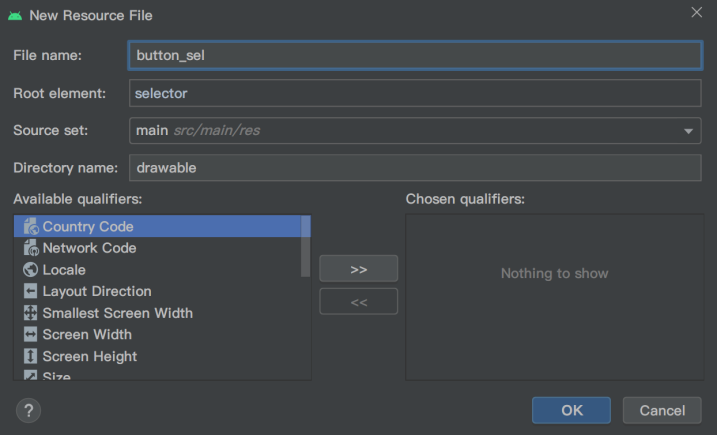 New Resource File
File name: button_sel
Root element: selector
Source set: main src/main/res
Directory name: drawable
Available qualifiers:
Country Code
Network Code
Locale
Layout Direction
Smallest Screen Width
Screen Width
Screen Height
Size
>>
<<
Chosen qualifiers:
Nothing to show
?
OK
Cancel